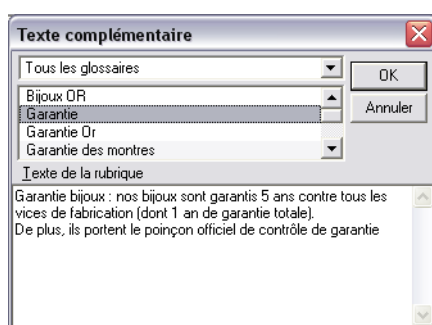 Texte complémentaire
Tous les glossaires
OK
Bijoux OR
Annuler
Garantie
Garantie Or
Garantie des montres
Texte de la rubrique
Garantie bijoux : nos bijoux sont garantis 5 ans contre tous les
vices de fabrication (dont 1 an de garantie totale).
De plus, ils portent le poinçon officiel de contrôle de garantie